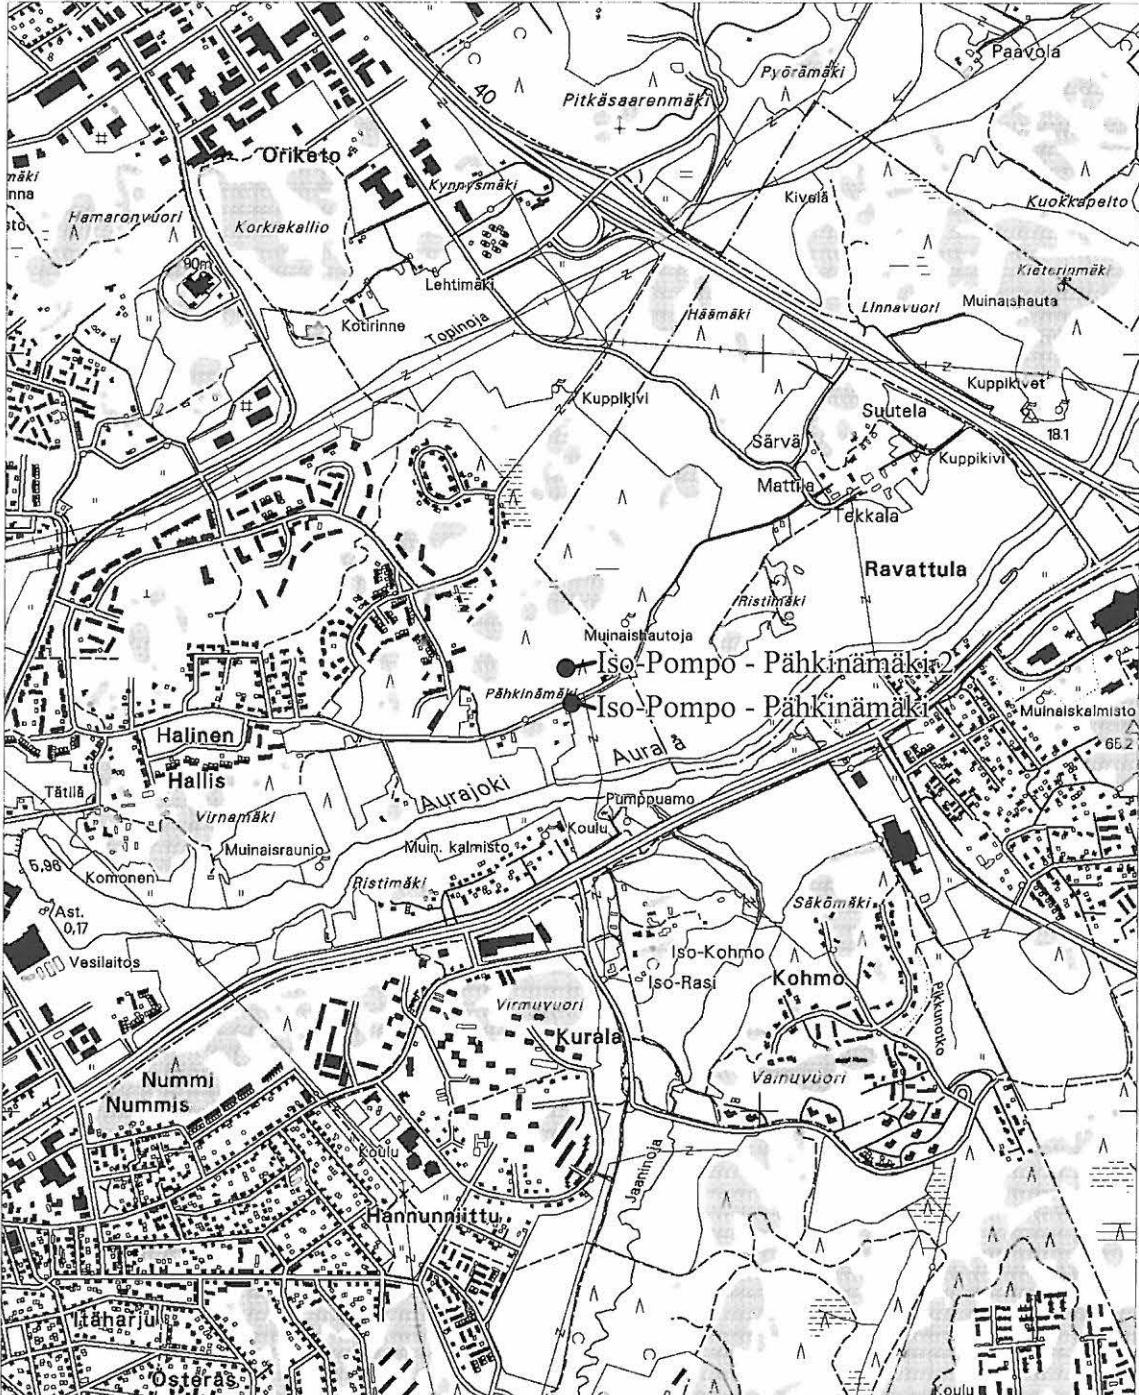 Paavola
Pyörämäki
40
Pitkäsaarenmäki
Oriketo
Kynnysmäki
Kivelä
Kuokkapelto
Hamaronvuori
Korkiakallio
90m
Lehtimäki
Kieterinmäki
Muinaishauta
Linnavuori
Häämäki
Kotirinne
Topinoja
Kuppikivet
Kuppikivi
Suutela
18.1
Särvä
Kuppikivi
Mattila
Tekkala
Ravattula
Ristimäki
Muinaishautoja
Iso-Pompo - Pähkinämäki 2
Pähkinämäki
Iso-Pompo - Pähkinämäki
Muinaiskalmisto
Halinen
Aura å
65.2
Hallis
Aurajoki
Tätilä
Pumppuamo
Virnamäki
Koulu
Muinaisraunio
Muin. kalmisto
5,96
Komonen
Ristimäki
Säkömäki
Ast.
0,17
Vesilaitos
Iso-Kohmo
Iso-Rasi
Kohmo
Virmuvuori
Kurala
Pikkunoiko
Vainuvuori
Nummi
Nummis
Koulu
Jaaninoja
Hannunniittu
Itäharju
Österås
Koulu